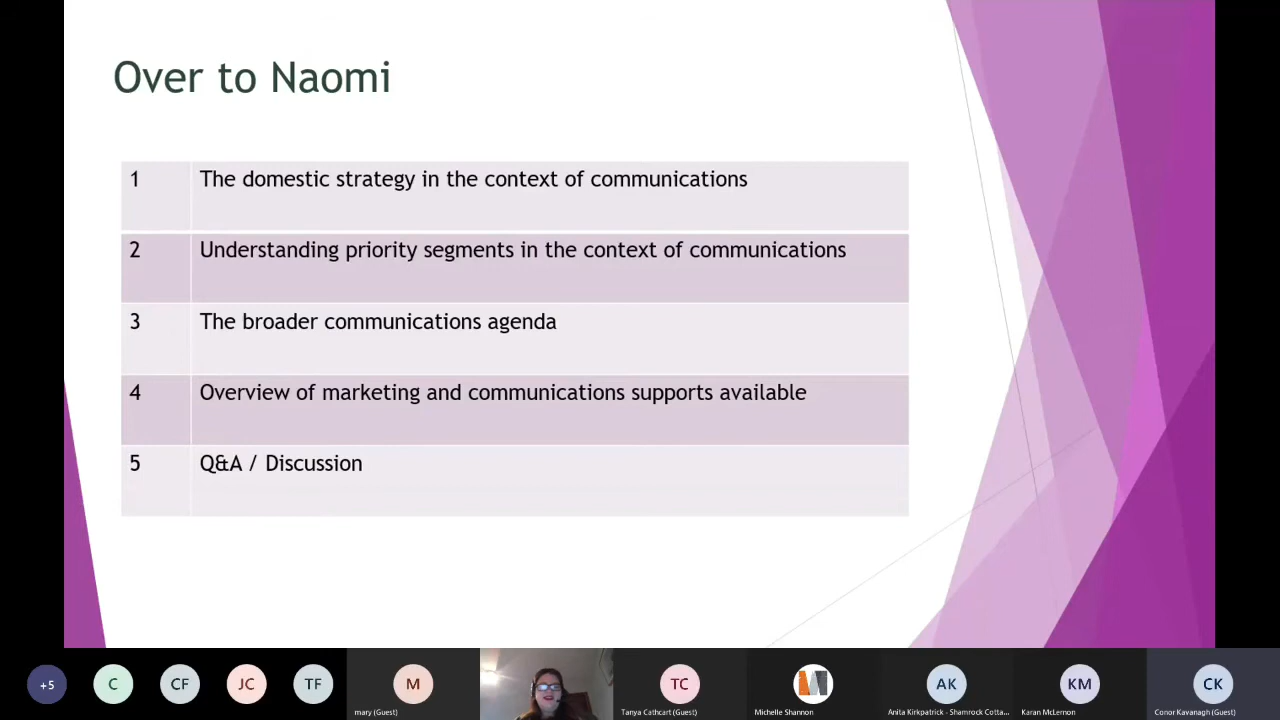 Over to Naomi
1 The domestic strategy in the context of communications
2 Understanding priority segments in the context of communications
3 The broader communications agenda
4 Overview of marketing and communications supports available
5 Q&A / Discussion
+5
C
CF
JC
TF
M
TC
W
AK
KM
CK
mary (Guest)
Tanya Cathcart (Guest)
Michelle Shannon
Anita Kirkpatrick - Shamrock Cotta...
Karan McLernon
Conor Kavanagh (Guest)